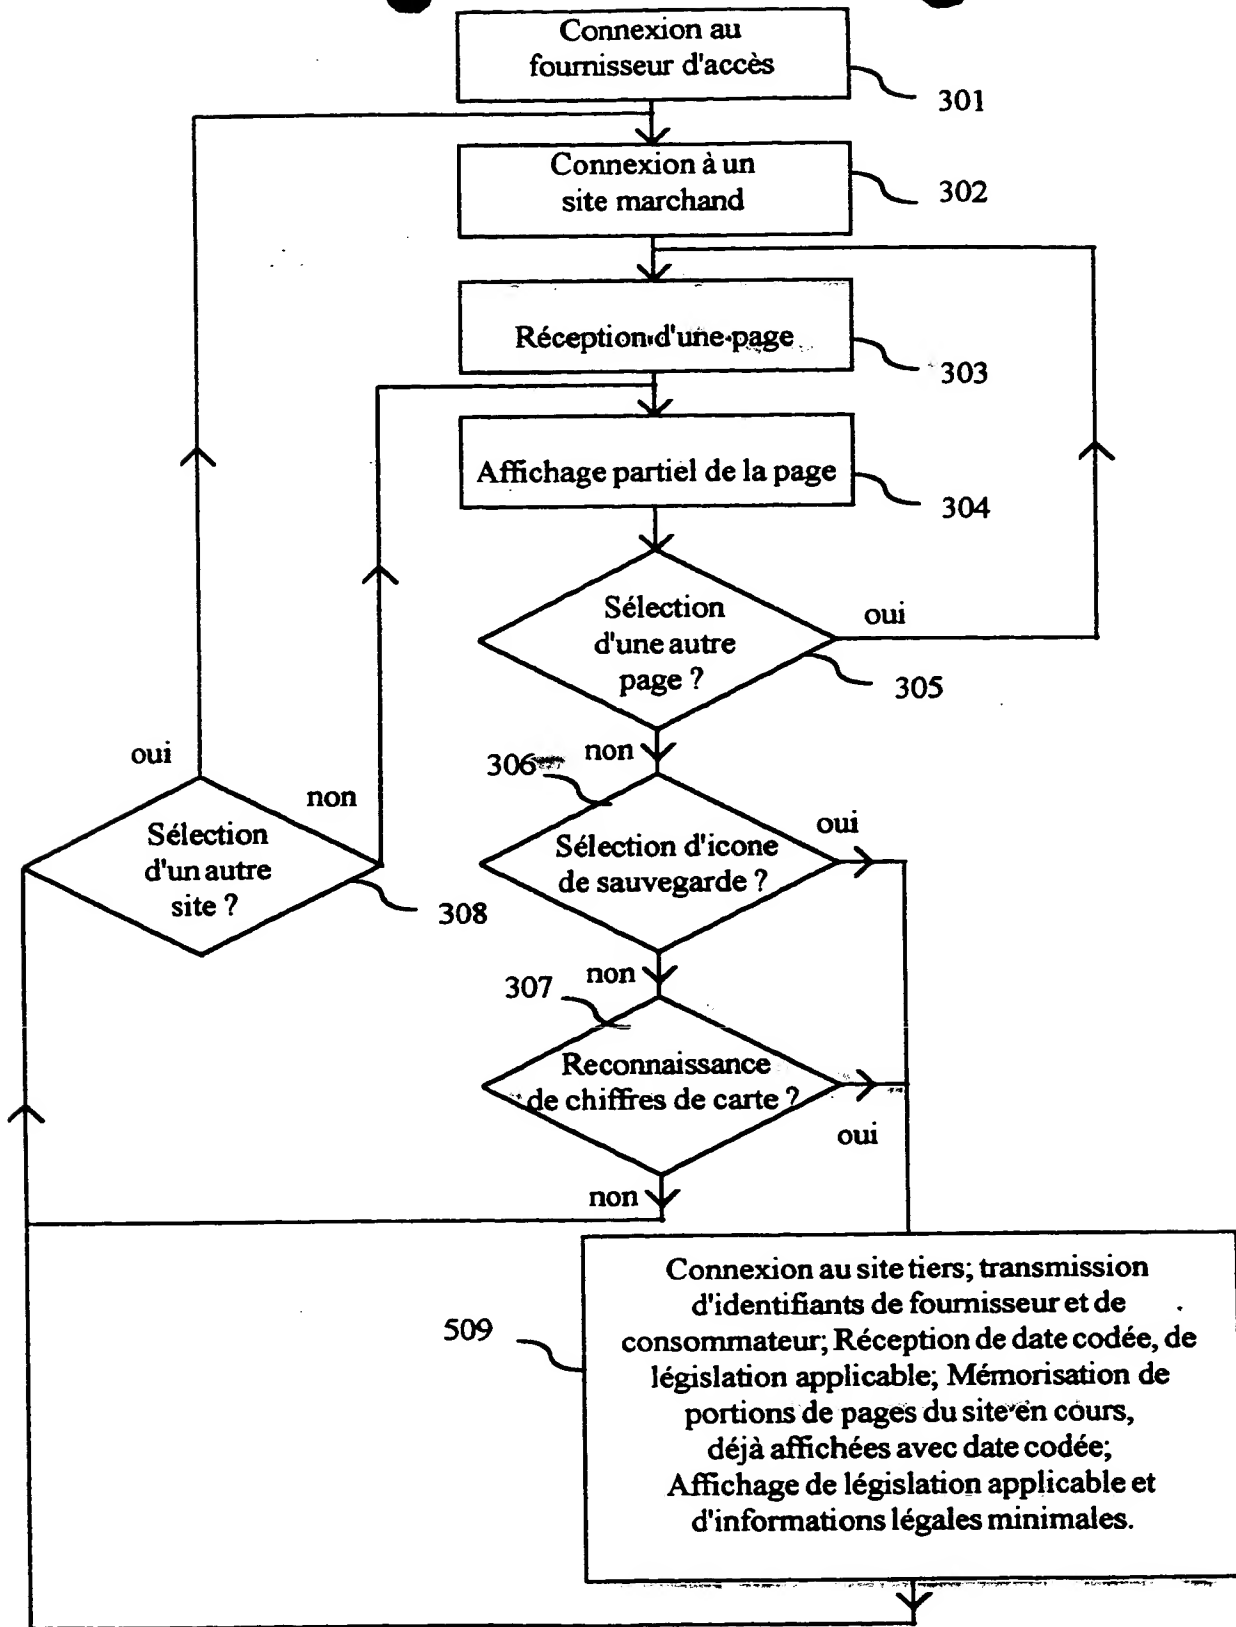 Connexion au
fournisseur d'accès
301
Connexion à un
site marchand
302
Réception d'une page
303
Affichage partiel de la page
304
Sélection
d'une autre
page ?
oui
305
non
306
Sélection d'icone
de sauvegarde ?
oui
oui
non
Sélection
d'un autre
site ?
308
non
307
Reconnaissance
de chiffres de carte ?
oui
non
509
Connexion au site tiers; transmission
d'identifiants de fournisseur et de
consommateur; Réception de date codée, de
législation applicable; Mémorisation de
portions de pages du site en cours,
déjà affichées avec date codée;
Affichage de législation applicable et
d'informations légales minimales.